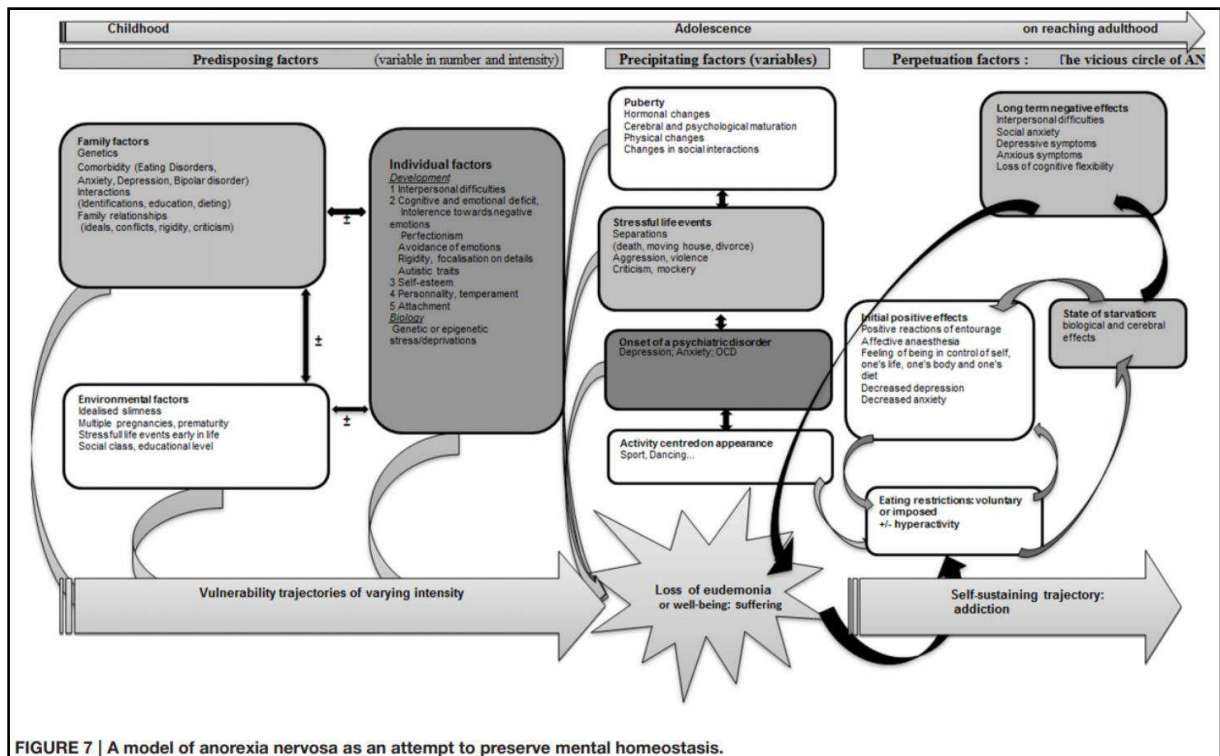 Childhood
Adolescence
on reaching adulthood
Predisposing factors (variable in number and intensity)
Precipitating factors (variables)
Perpetuation factors : The vicious circle of AN
Family factors
Genetics
Comorbidity (Eating Disorders,
Anxiety, Depression, Bipolar disorder)
Interactions
(Identifications, education, dieting)
Family relationships
(ideals, conflicts, rigidity, criticism)
±
±
±
Environmental factors
Idealised slimness
Multiple pregnancies, prematurity
Stressfull life events early in life
Social class, educational level
Individual factors
Development
1 Interpersonal difficulties
2 Cognitive and emotional deficit,
Intolerence towards negative
emotions
Perfectionism
Avoidance of emotions
Rigidity, focalisation on details
Autistic traits
3 Self-esteem
4 Personnality, temperament
5 Attachment
Biology
Genetic or epigenetic
stress/deprivations
Puberty
Hormonal changes
Cerebral and psychological maturation
Physical changes
Changes in social interactions
Stressful life events
Separations
(death, moving house, divorce)
Aggression, violence
Criticism, mockery
Onset of a psychiatric disorder
Depression; Anxiety; OCD
Activity centred on appearance
Sport, Dancing...
Long term negative effects
Interpersonal difficulties
Social anxiety
Depressive symptoms
Anxious symptoms
Loss of cognitive flexibility
Initial positive effects
Positive reactions of entourage
Affective anaesthesia
Feeling of being in control of self,
one's life, one's body and one's
diet
Decreased depression
Decreased anxiety
State of starvation:
biological and cerebral
effects
Eating restrictions: voluntary
or imposed
+/- hyperactivity
Vulnerability trajectories of varying intensity
Loss of eudemonia
or well-being: suffering
Self-sustaining trajectory:
addiction
FIGURE 7 | A model of anorexia nervosa as an attempt to preserve mental homeostasis.